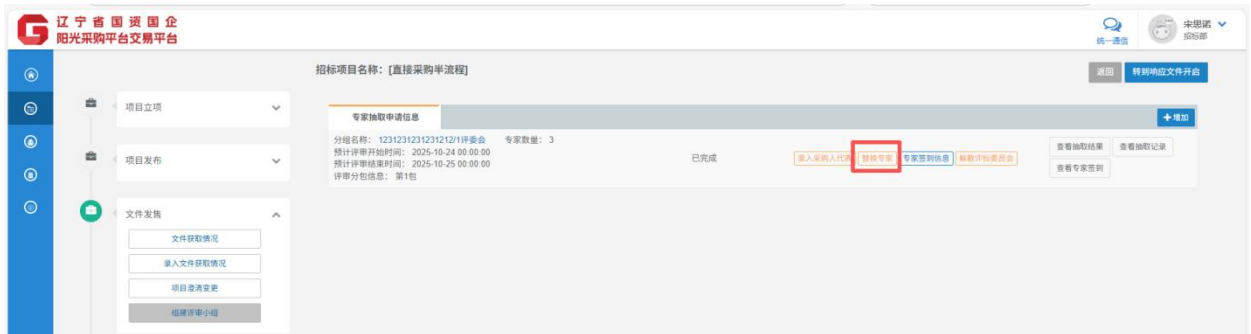 辽宁省国资国企
阳光采购平台交易平台
统一通信
宋思诺
招标部
招标项目名称：[直接采购半流程]
返回
转到响应文件开启
项目立项
项目发布
文件发售
文件获取情况
录入文件获取情况
项目澄清变更
组建评审小组
专家抽取申请信息
+增加
分组名称： 1231231231231212/1评委会 专家数量： 3
预计评审开始时间： 2025-10-24 00:00:00
预计评审结束时间： 2025-10-25 00:00:00
评审分包信息： 第1包
已完成
录入采购人代表 替换专家 专家签到信息 解散评标委员会
查看抽取结果 查看抽取记录
查看专家签到